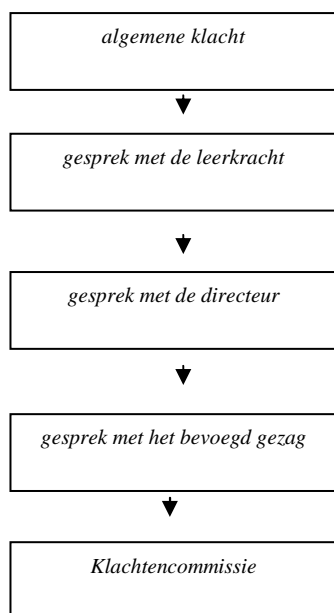 algemene klacht
gesprek met de leerkracht
gesprek met de directeur
gesprek met het bevoegd gezag
Klachtencommissie